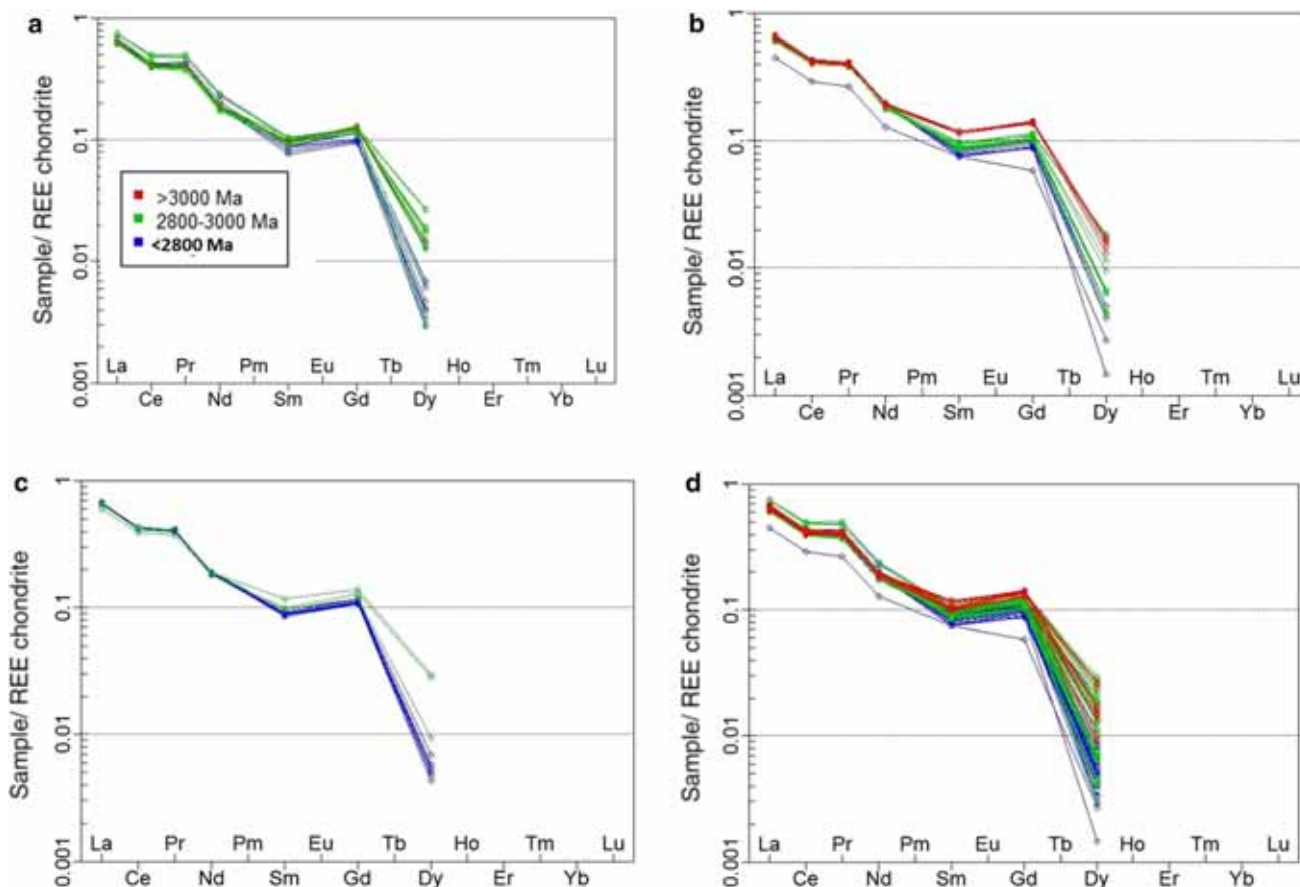 a
1
0.1
0.01
0.001
Sample/ REE chondrite
>3000 Ma
2800-3000 Ma
<2800 Ma
La Pr Pm Eu Tb Ho Tm Lu
Ce Nd Sm Gd Dy Er Yb
b
1
0.1
0.01
0.001
Sample/ REE chondrite
La Pr Pm Eu Tb Ho Tm Lu
Ce Nd Sm Gd Dy Er Yb
c
1
0.1
0.01
0.001
Sample/ REE chondrite
La Pr Pm Eu Tb Ho Tm Lu
Ce Nd Sm Gd Dy Er Yb
d
1
0.1
0.01
0.001
Sample/ REE chondrite
La Pr Pm Eu Tb Ho Tm Lu
Ce Nd Sm Gd Dy Er Yb